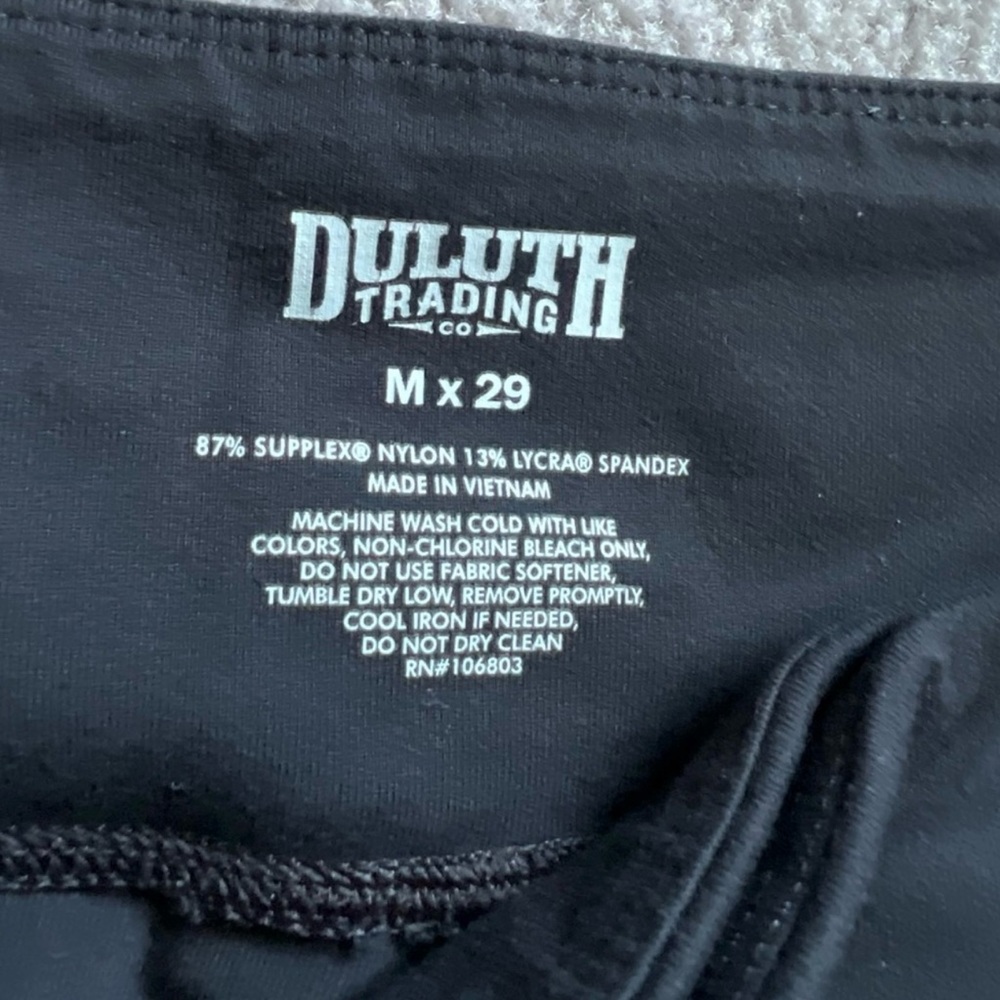 DULUTH
TRADING
CO
M x 29
87% SUPPLEX® NYLON 13% LYCRA® SPANDEX
MADE IN VIETNAM
MACHINE WASH COLD WITH LIKE
COLORS, NON-CHLORINE BLEACH ONLY,
DO NOT USE FABRIC SOFTENER,
TUMBLE DRY LOW, REMOVE PROMPTLY,
COOL IRON IF NEEDED,
DO NOT DRY CLEAN
RN#106803